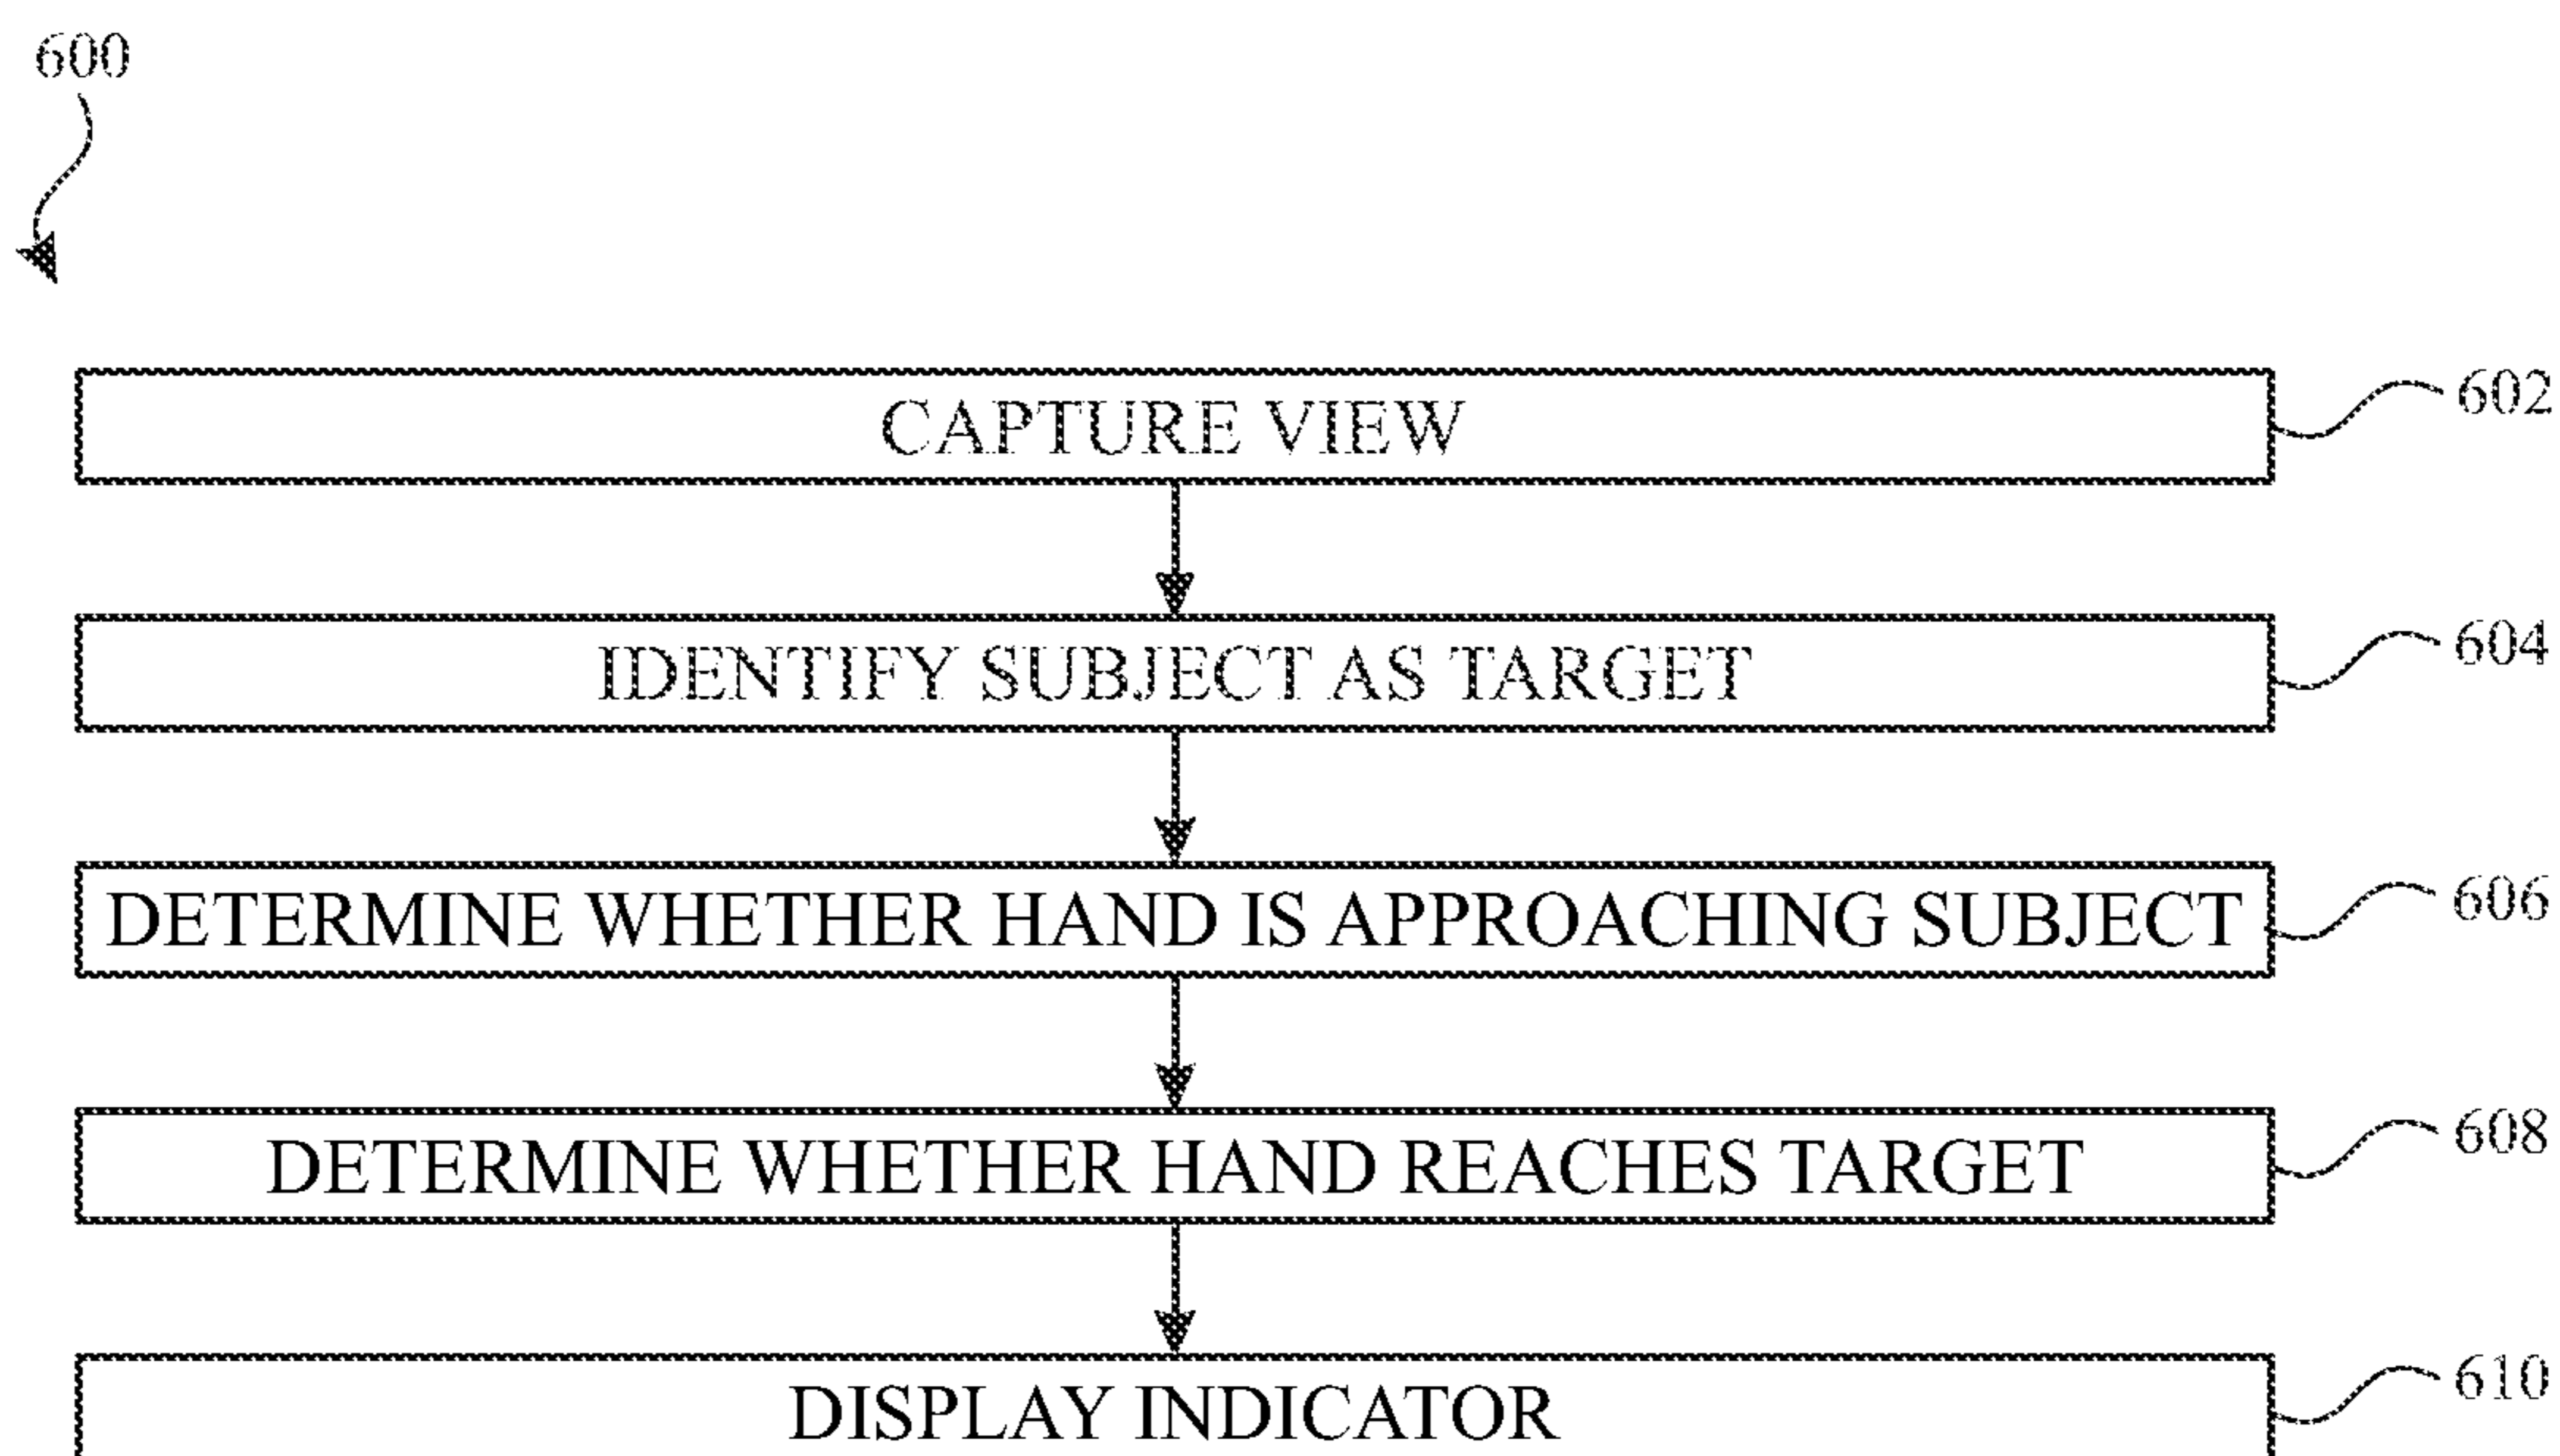 600
CAPTURE VIEW 602
IDENTIFY SUBJECT AS TARGET 604
DETERMINE WHETHER HAND IS APPROACHING SUBJECT 606
DETERMINE WHETHER HAND REACHES TARGET 608
DISPLAY INDICATOR 610